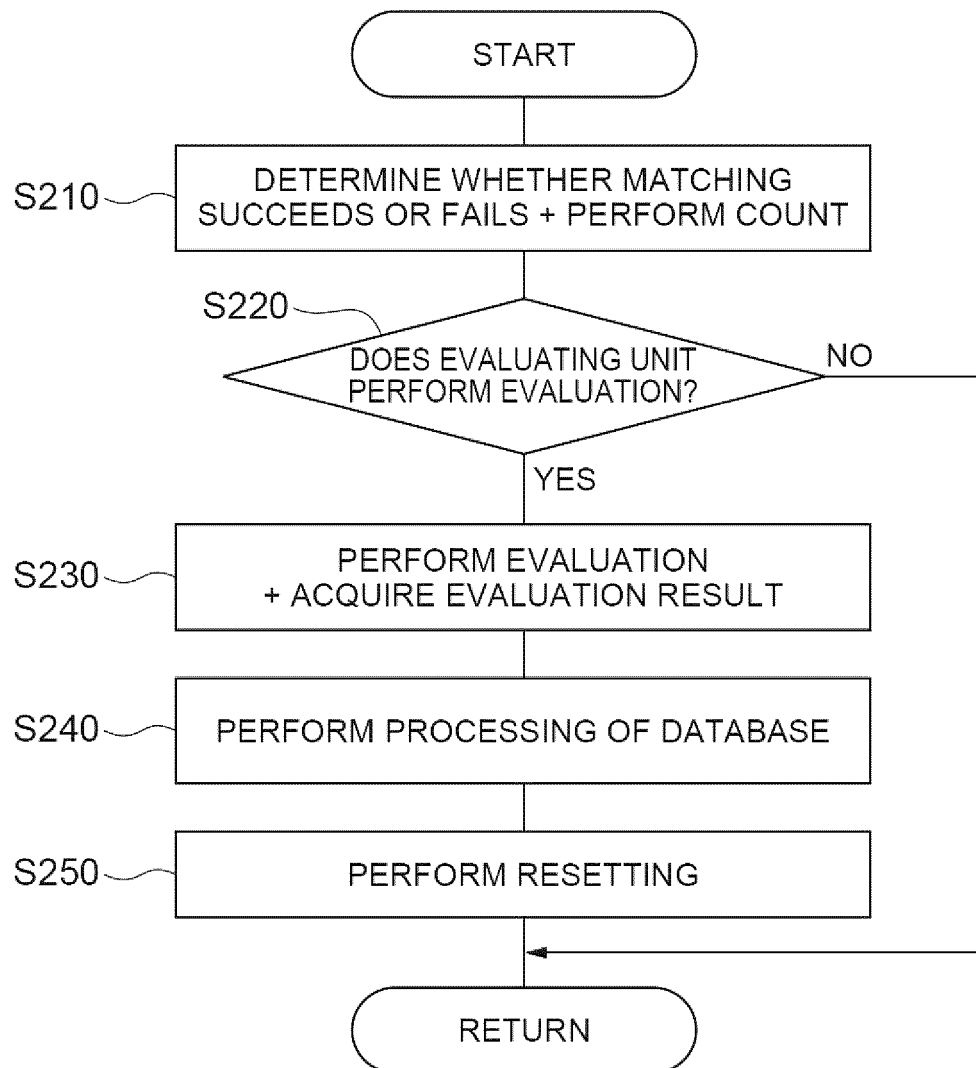 START
S210
DETERMINE WHETHER MATCHING
SUCCEEDS OR FAILS + PERFORM COUNT
S220
DOES EVALUATING UNIT
PERFORM EVALUATION?
NO
YES
S230
PERFORM EVALUATION
+ ACQUIRE EVALUATION RESULT
S240
PERFORM PROCESSING OF DATABASE
S250
PERFORM RESETTING
RETURN